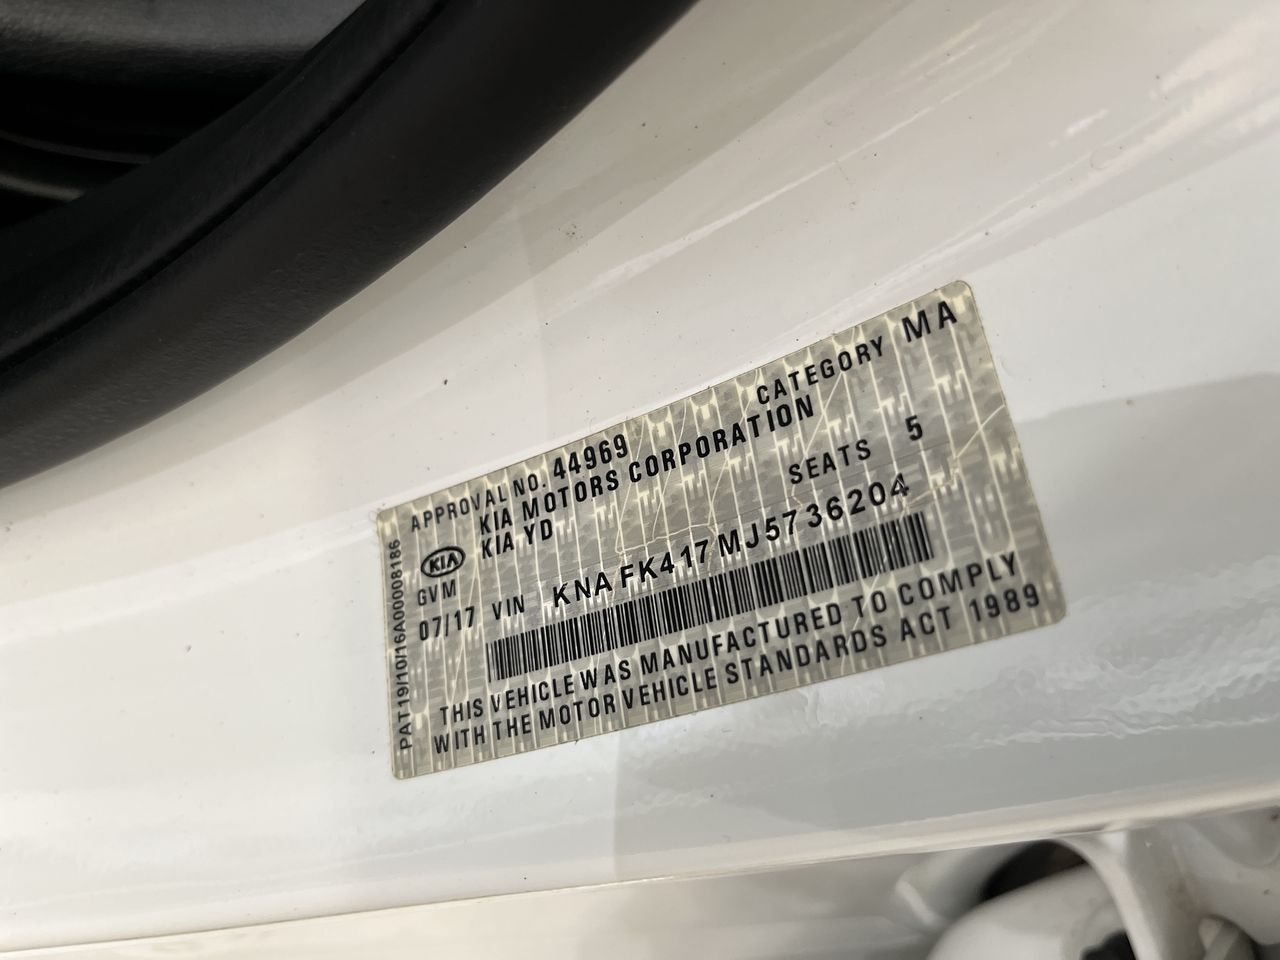 APPROVAL NO. 44969 CATEGORY MA
KIA MOTORS CORPORATION
KIA KIA YD SEATS 5
GVM
07/17 VIN KNAFK417MJ5736204
THIS VEHICLE WAS MANUFACTURED TO COMPLY
WITH THE MOTOR VEHICLE STANDARDS ACT 1989
PAT19/10/16A00008186